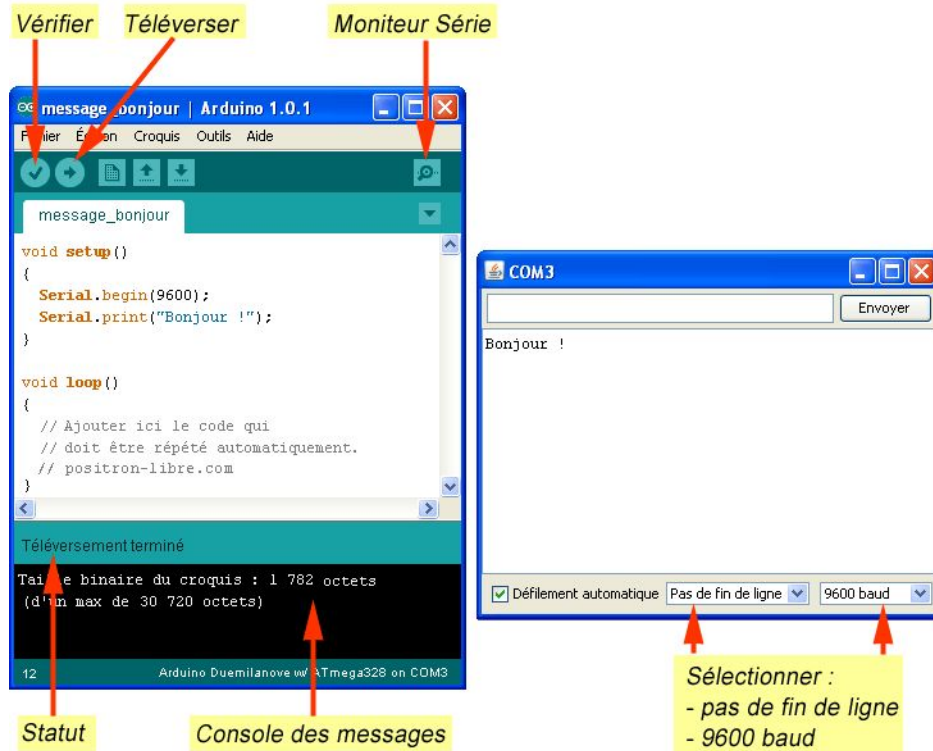 Vérifier
Téléverser
Moniteur Série
message_bonjour | Arduino 1.0.1
Fichier Édition Croquis Outils Aide
message_bonjour
void setup()
{
Serial.begin(9600);
Serial.print("Bonjour !");
}
void loop()
{
// Ajouter ici le code qui
// doit être répété automatiquement.
// positron-libre.com
}
Téléversement terminé
Taille binaire du croquis : 1 782 octets
(d'un max de 30 720 octets)
12
Arduino Duemilanove w/ ATmega328 on COM3
Statut
Console des messages
COM3
Envoyer
Bonjour !
Défilement automatique
Pas de fin de ligne
9600 baud
Sélectionner :
- pas de fin de ligne
- 9600 baud